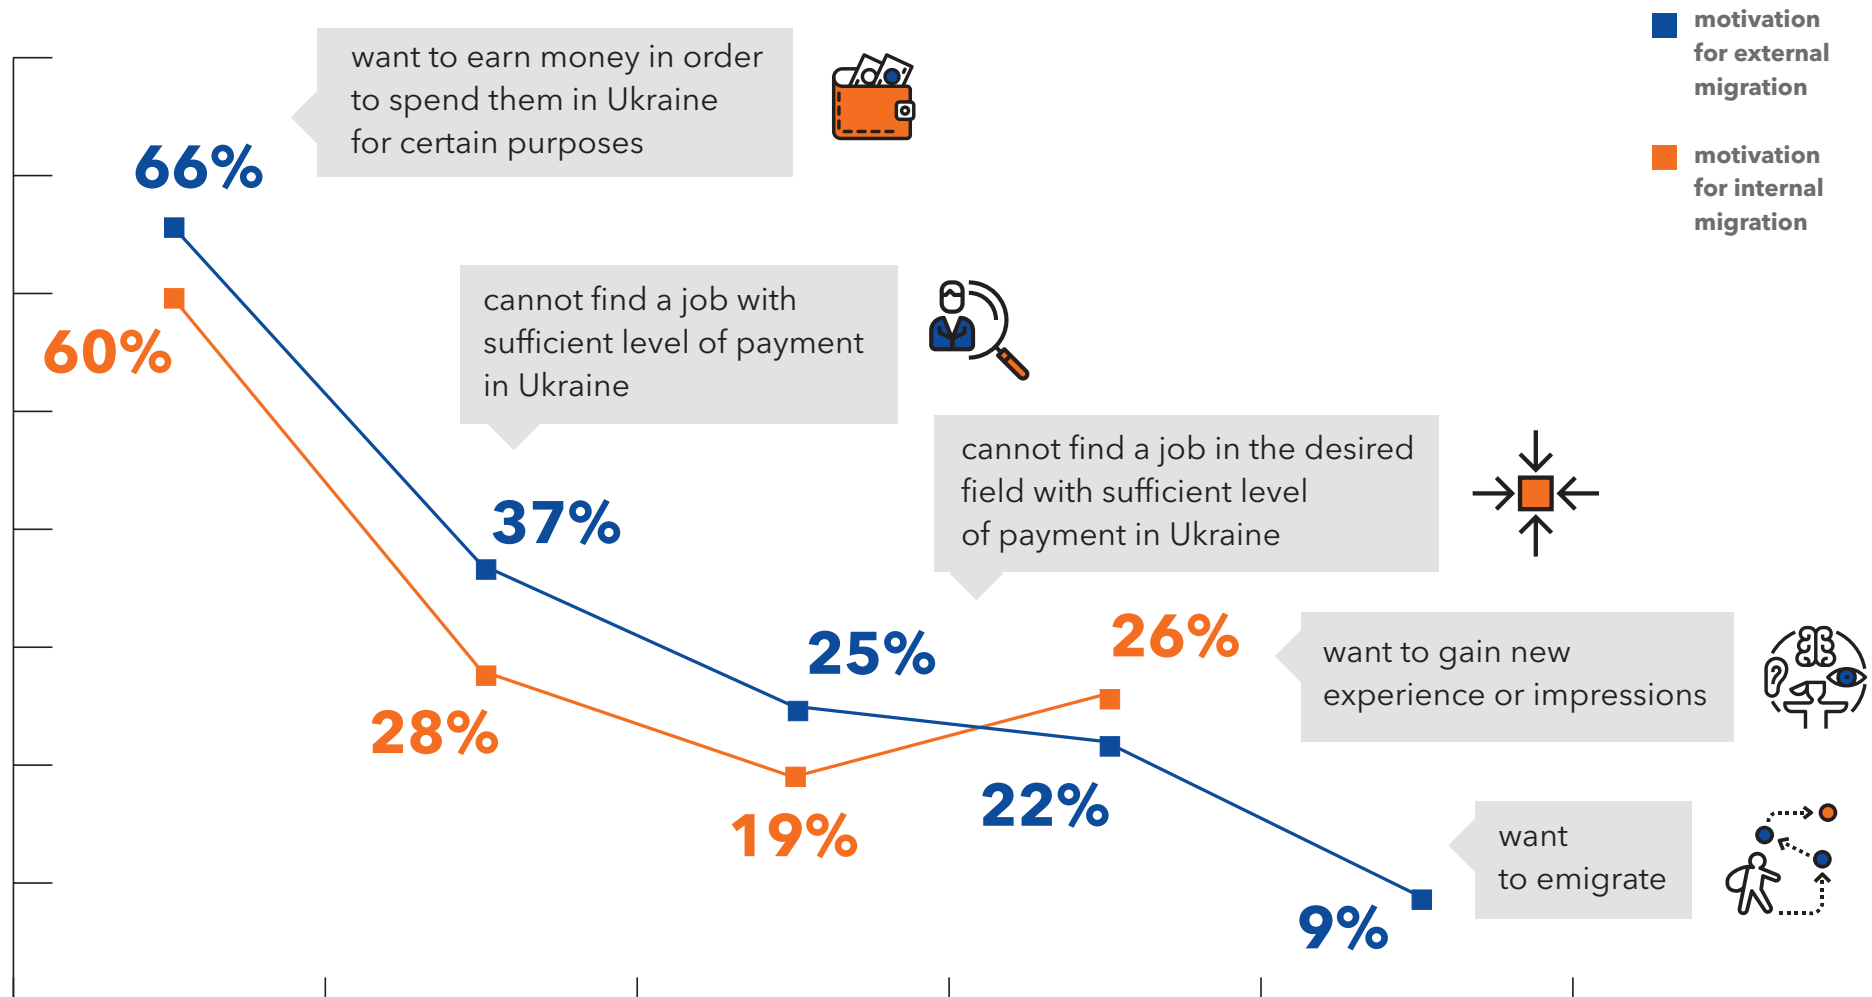 motivation
for external
migration
motivation
for internal
migration
want to earn money in order
to spend them in Ukraine
for certain purposes
66%
60%
cannot find a job with
sufficient level of payment
in Ukraine
37%
28%
cannot find a job in the desired
field with sufficient level
of payment in Ukraine
25%
19%
26%
22%
want to gain new
experience or impressions
want
to emigrate
9%